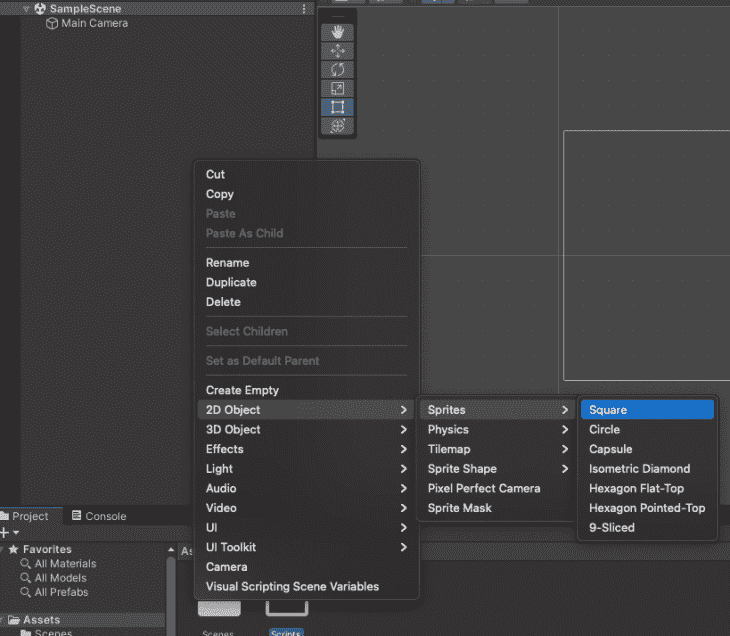 SampleScene
Main Camera
Cut
Copy
Paste
Paste As Child
Rename
Duplicate
Delete
Select Children
Set as Default Parent
Create Empty
2D Object
3D Object
Effects
Light
Audio
Video
UI
UI Toolkit
Camera
Visual Scripting Scene Variables
Sprites
Physics
Tilemap
Sprite Shape
Pixel Perfect Camera
Sprite Mask
Square
Circle
Capsule
Isometric Diamond
Hexagon Flat-Top
Hexagon Pointed-Top
9-Sliced
Project
Console
Favorites
All Materials
All Models
All Prefabs
Assets
Scenes
As
Scenes
Scripts